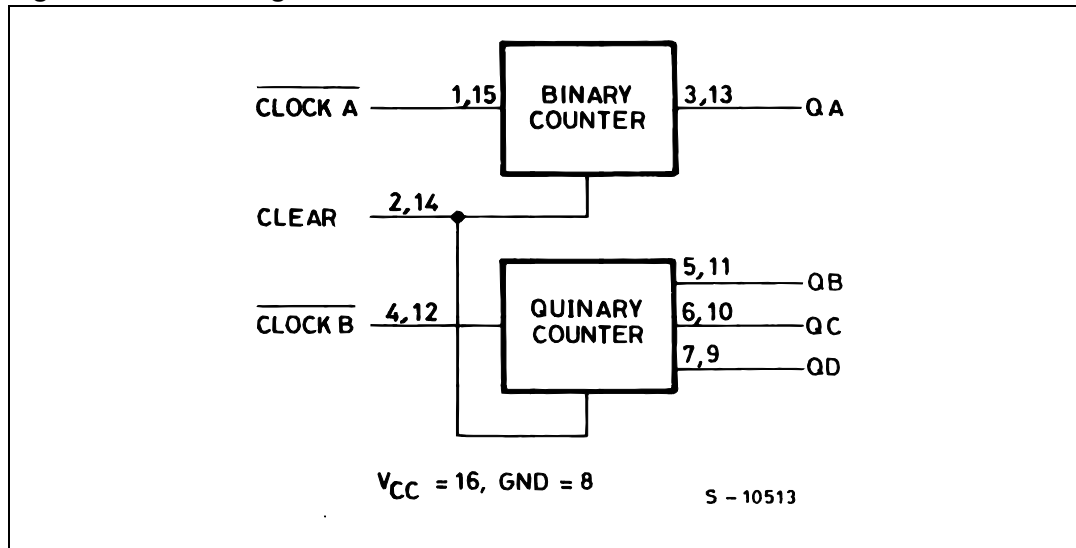 CLOCK A
1,15
BINARY
COUNTER
3,13
QA
CLEAR
2,14
CLOCK B
4,12
QUINARY
COUNTER
5,11
QB
6,10
QC
7,9
QD
VCC = 16, GND = 8
S - 10513